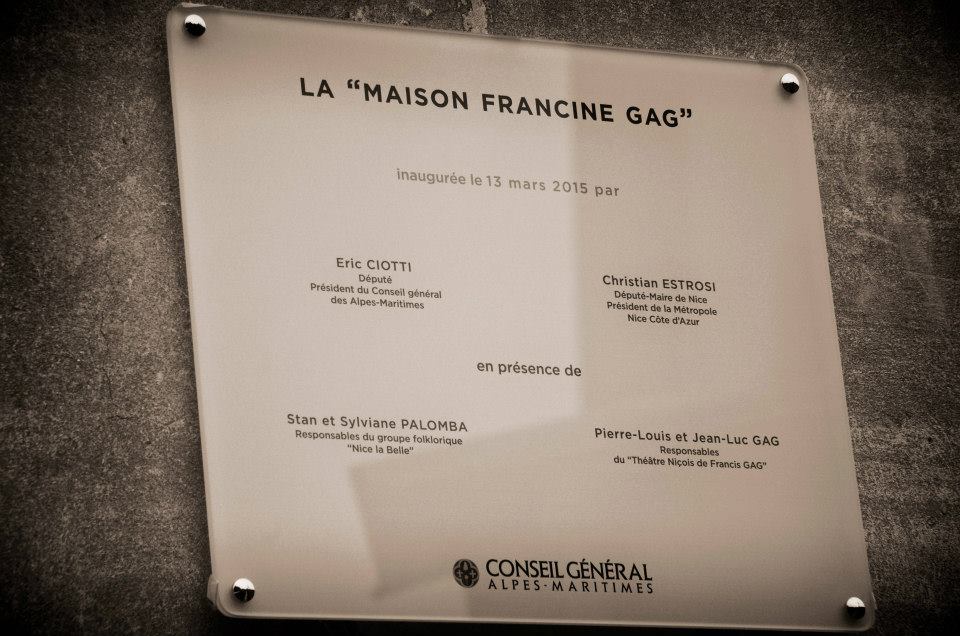 LA “MAISON FRANCINE GAG”
inaugurée le 13 mars 2015 par
Eric CIOTTI
Député
Président du Conseil général
des Alpes-Maritimes
Christian ESTROSI
Député-Maire de Nice
Président de la Métropole
Nice Côte d'Azur
en présence de
Stan et Sylviane PALOMBA
Responsables du groupe folklorique
"Nice la Belle"
Pierre-Louis et Jean-Luc GAG
Responsables
du "Théâtre Niçois de Francis GAG"
CONSEIL GÉNÉRAL
ALPES-MARITIMES